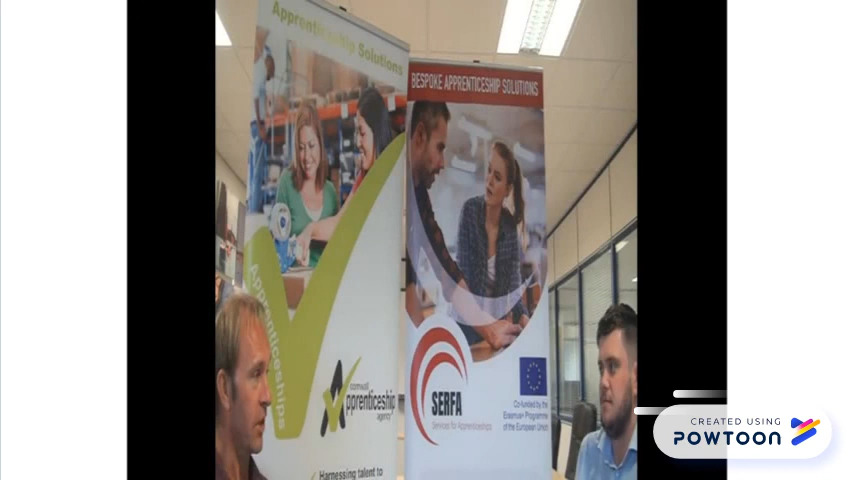 Apprenticeship Solutions
Apprenticeships
cornwall
Apprenticeship
agency
✓ Harnessing talent to
BESPOKE APPRENTICESHIP SOLUTIONS
SERFA
Services for Apprenticeships
Co-funded by the
Erasmus+ Programme
of the European Union
CREATED USING
POWTOON